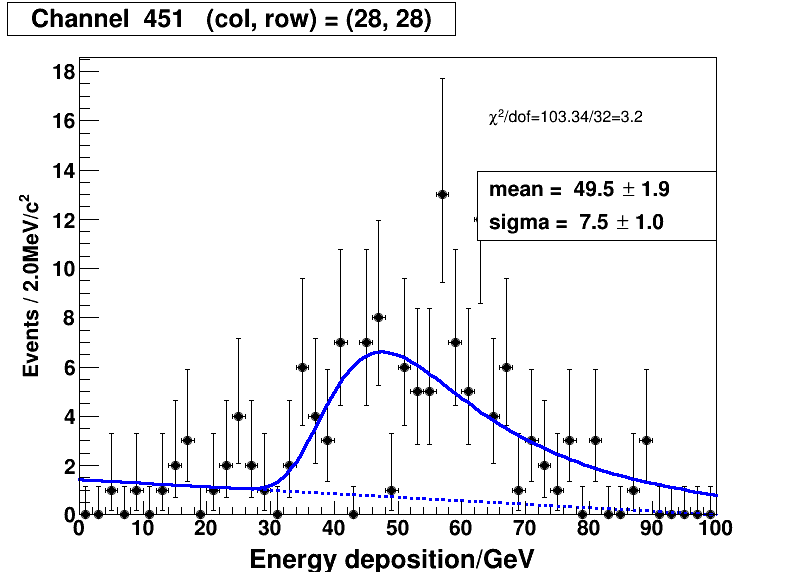 Channel 451 (col, row) = (28, 28)
χ²/dof=103.34/32=3.2
mean = 49.5 ± 1.9
sigma = 7.5 ± 1.0
Events / 2.0MeV/c²
18
16
14
12
10
8
6
4
2
0
0 10 20 30 40 50 60 70 80 90 100
Energy deposition/GeV